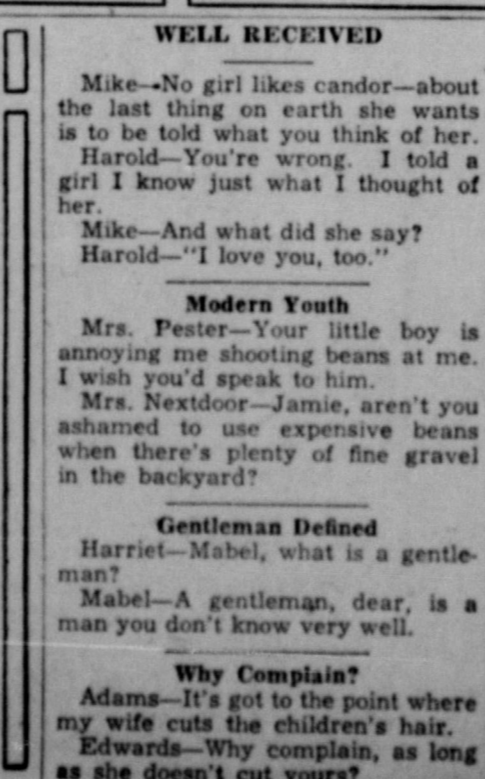 WELL RECEIVED
Mike—No girl likes candor—about
the last thing on earth she wants
is to be told what you think of her.
Harold—You're wrong. I told a
girl I know just what I thought of
her.
Mike—And what did she say?
Harold—"I love you, too."
Modern Youth
Mrs. Pester—Your little boy is
annoying me shooting beans at me.
I wish you'd speak to him.
Mrs. Nextdoor—Jamie, aren't you
ashamed to use expensive beans
when there's plenty of fine gravel
in the backyard?
Gentleman Defined
Harriet—Mabel, what is a gentle-
man?
Mabel—A gentleman, dear, is a
man you don't know very well.
Why Complain?
Adams—It's got to the point where
my wife cuts the children's hair.
Edwards—Why complain, as long
as she doesn't cut yours?